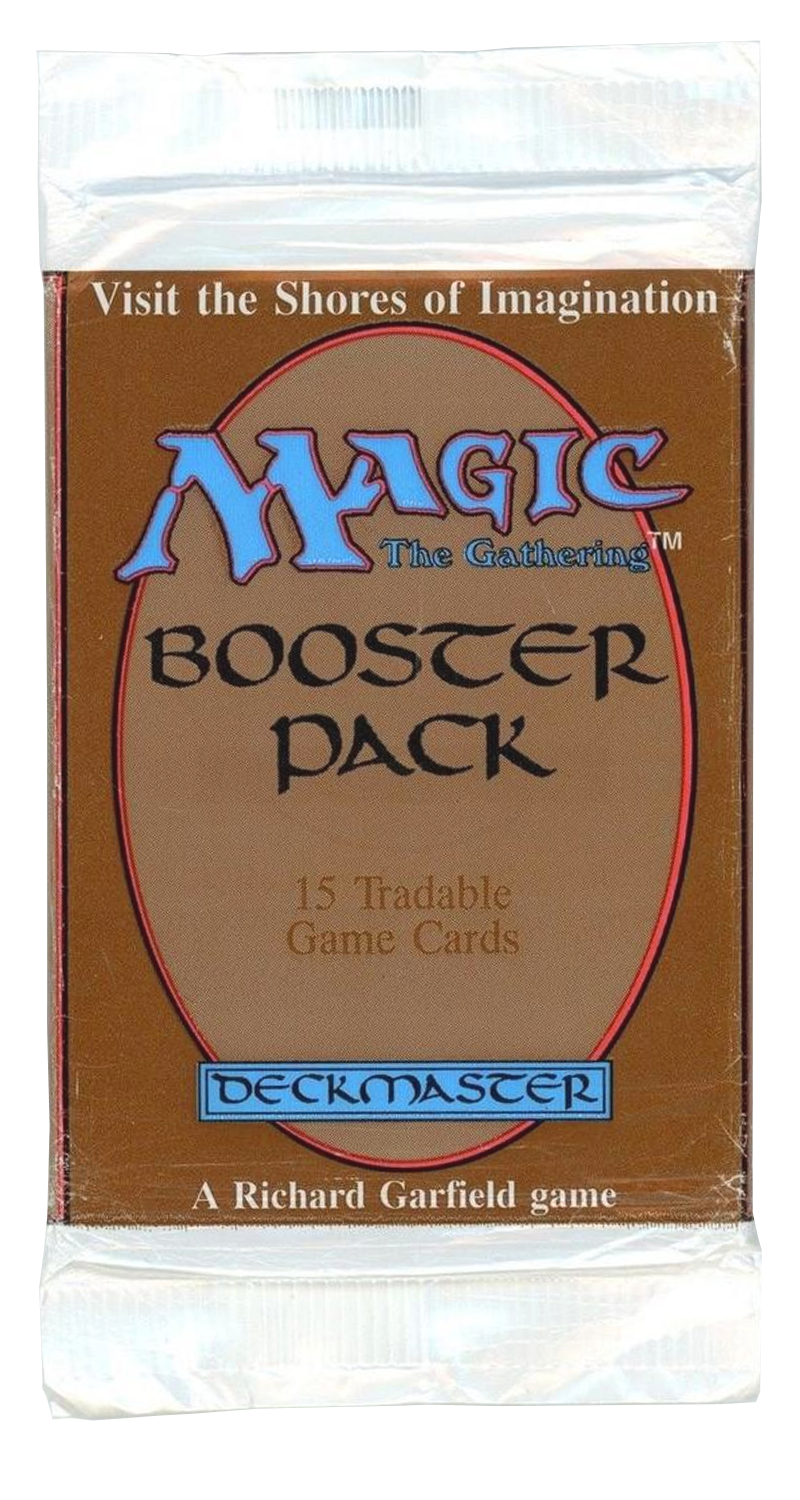 Visit the Shores of Imagination
MAGIC
The Gathering™
BOOSTER
PACK
15 Tradable
Game Cards
DECKMASTER
A Richard Garfield game